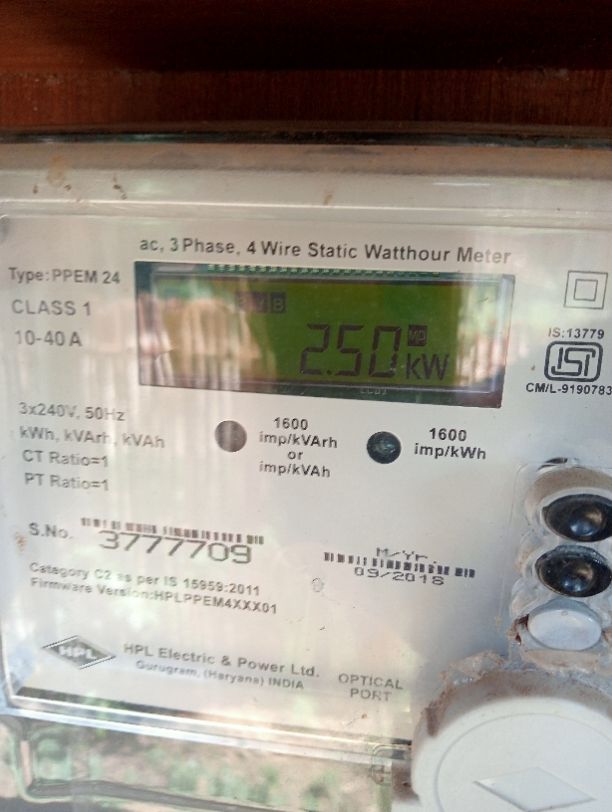 ac, 3 Phase, 4 Wire Static Watthour Meter
Type: PPEM 24
CLASS 1
10-40 A
R Y B
MD
2.50 kW
IS:13779
ISI
CM/L-9190783
3x240V, 50Hz
kWh, kVArh, kVAh
CT Ratio=1
PT Ratio=1
1600
imp/kVArh
or
imp/kVAh
1600
imp/kWh
S.No.
3777709
M/Yr.
09/2018
Category C2 as per IS 15959:2011
Firmware Version:HPLPPEM4XXX01
HPL
HPL Electric & Power Ltd.
Gurugram, (Haryana) INDIA
OPTICAL
PORT